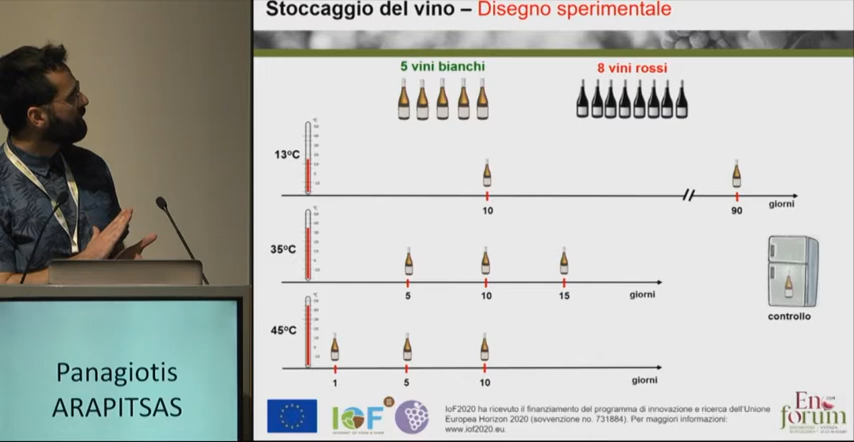 Stoccaggio del vino – Disegno sperimentale
5 vini bianchi
8 vini rossi
13ºC
10
90
giorni
35ºC
5
10
15
giorni
controllo
45ºC
1
5
10
giorni
Panagiotis
ARAPITSAS
IoF2020 ha ricevuto il finanziamento del programma di innovazione e ricerca dell'Unione
Europea Horizon 2020 (sovvenzione no. 731884). Per maggiori informazioni:
www.iof2020.eu.
IOF
En
forum